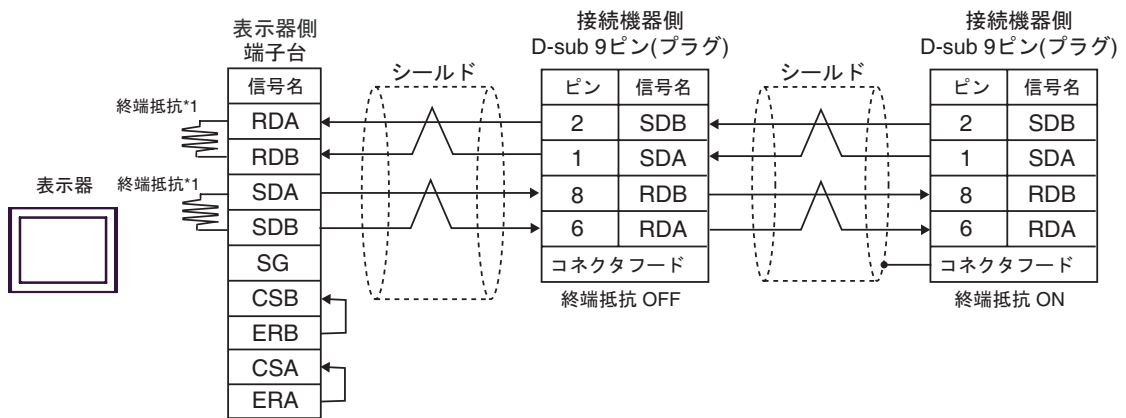 表示器
終端抵抗*1
終端抵抗*1
表示器側
端子台
信号名
RDA
RDB
SDA
SDB
SG
CSB
ERB
CSA
ERA
シールド
接続機器側
D-sub 9ピン(プラグ)
ピン 信号名
2 SDB
1 SDA
8 RDB
6 RDA
コネクタフード
終端抵抗 OFF
シールド
接続機器側
D-sub 9ピン(プラグ)
ピン 信号名
2 SDB
1 SDA
8 RDB
6 RDA
コネクタフード
終端抵抗 ON